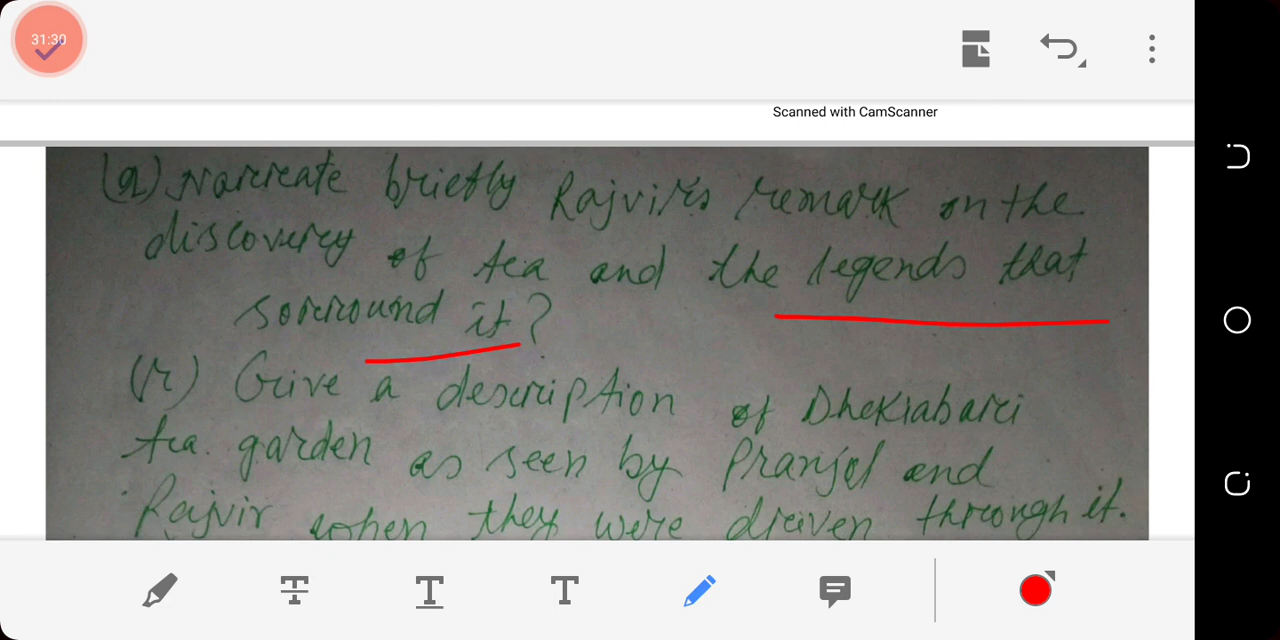 31:30
Scanned with CamScanner
(q) Narreate briefly Rajvir's remark on the
discoverey of tea and the legends that
sorround it?
(r) Give a description of Dhekiabari
tea garden as seen by Pranjol and
Rajvir when they were driven through it.